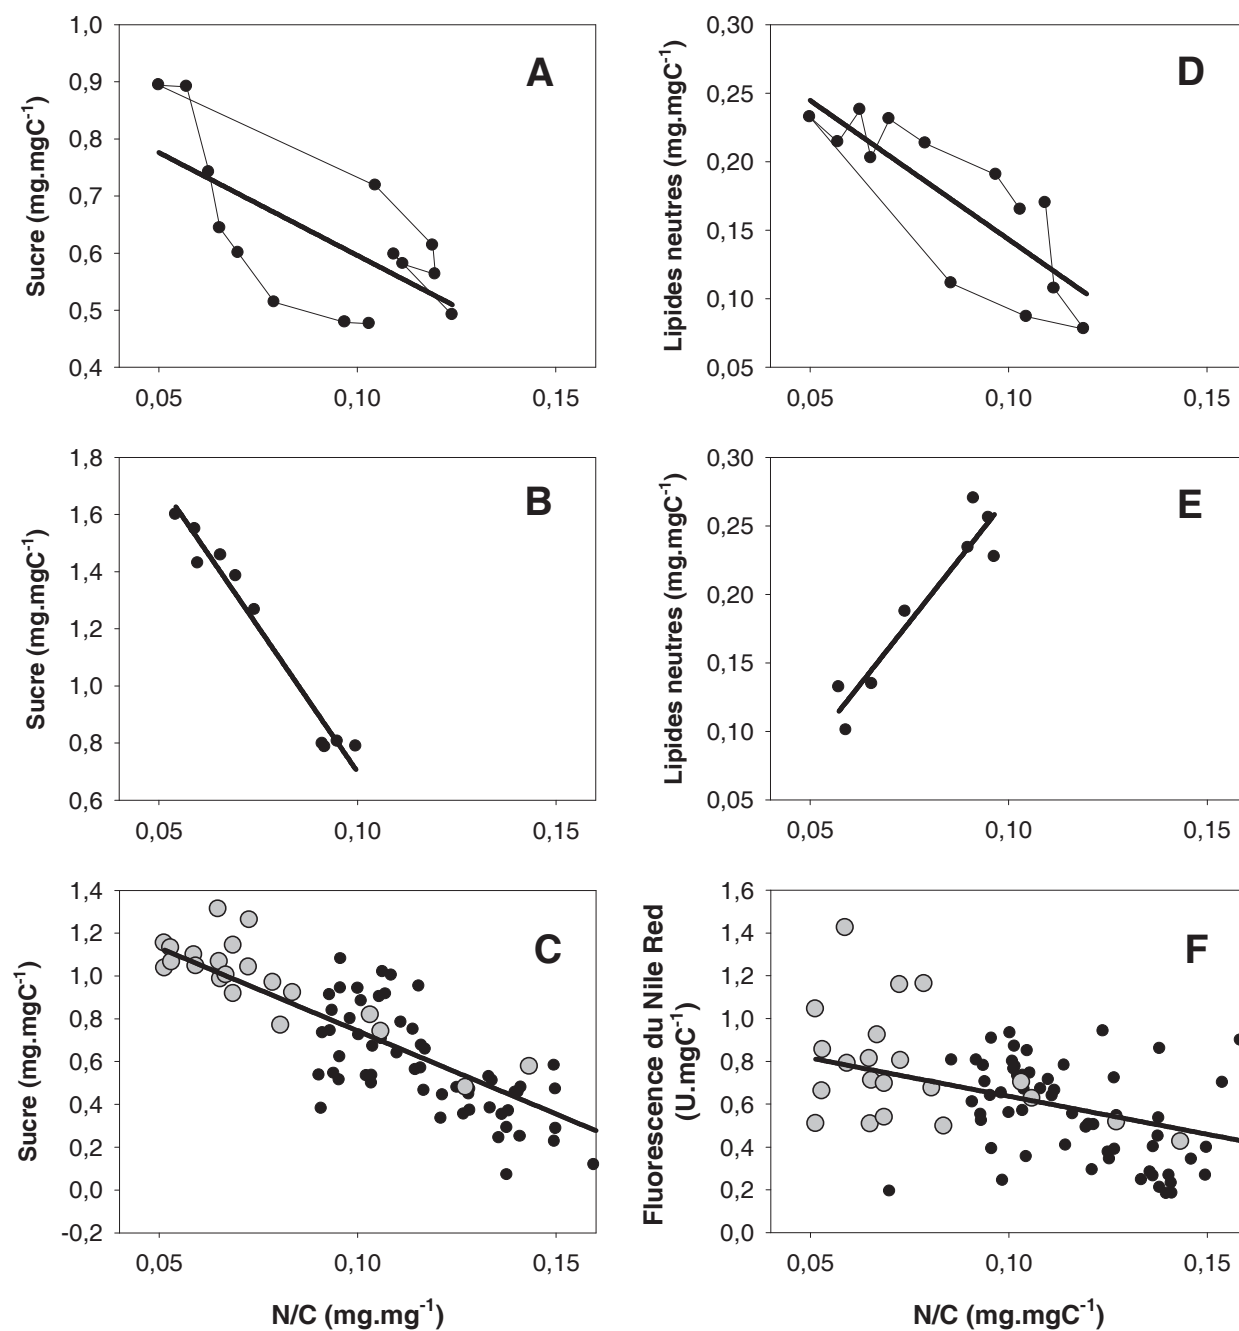 A
Sucre (mg.mgC⁻¹)
1,0
0,9
0,8
0,7
0,6
0,5
0,4
0,05 0,10 0,15
D
Lipides neutres (mg.mgC⁻¹)
0,30
0,25
0,20
0,15
0,10
0,05
0,05 0,10 0,15
B
Sucre (mg.mgC⁻¹)
1,8
1,6
1,4
1,2
1,0
0,8
0,6
0,05 0,10 0,15
E
Lipides neutres (mg.mgC⁻¹)
0,30
0,25
0,20
0,15
0,10
0,05
0,05 0,10 0,15
C
Sucre (mg.mgC⁻¹)
1,4
1,2
1,0
0,8
0,6
0,4
0,2
0,0
-0,2
0,05 0,10 0,15
N/C (mg.mg⁻¹)
F
Fluorescence du Nile Red
(U.mgC⁻¹)
1,6
1,4
1,2
1,0
0,8
0,6
0,4
0,2
0,0
0,05 0,10 0,15
N/C (mg.mgC⁻¹)